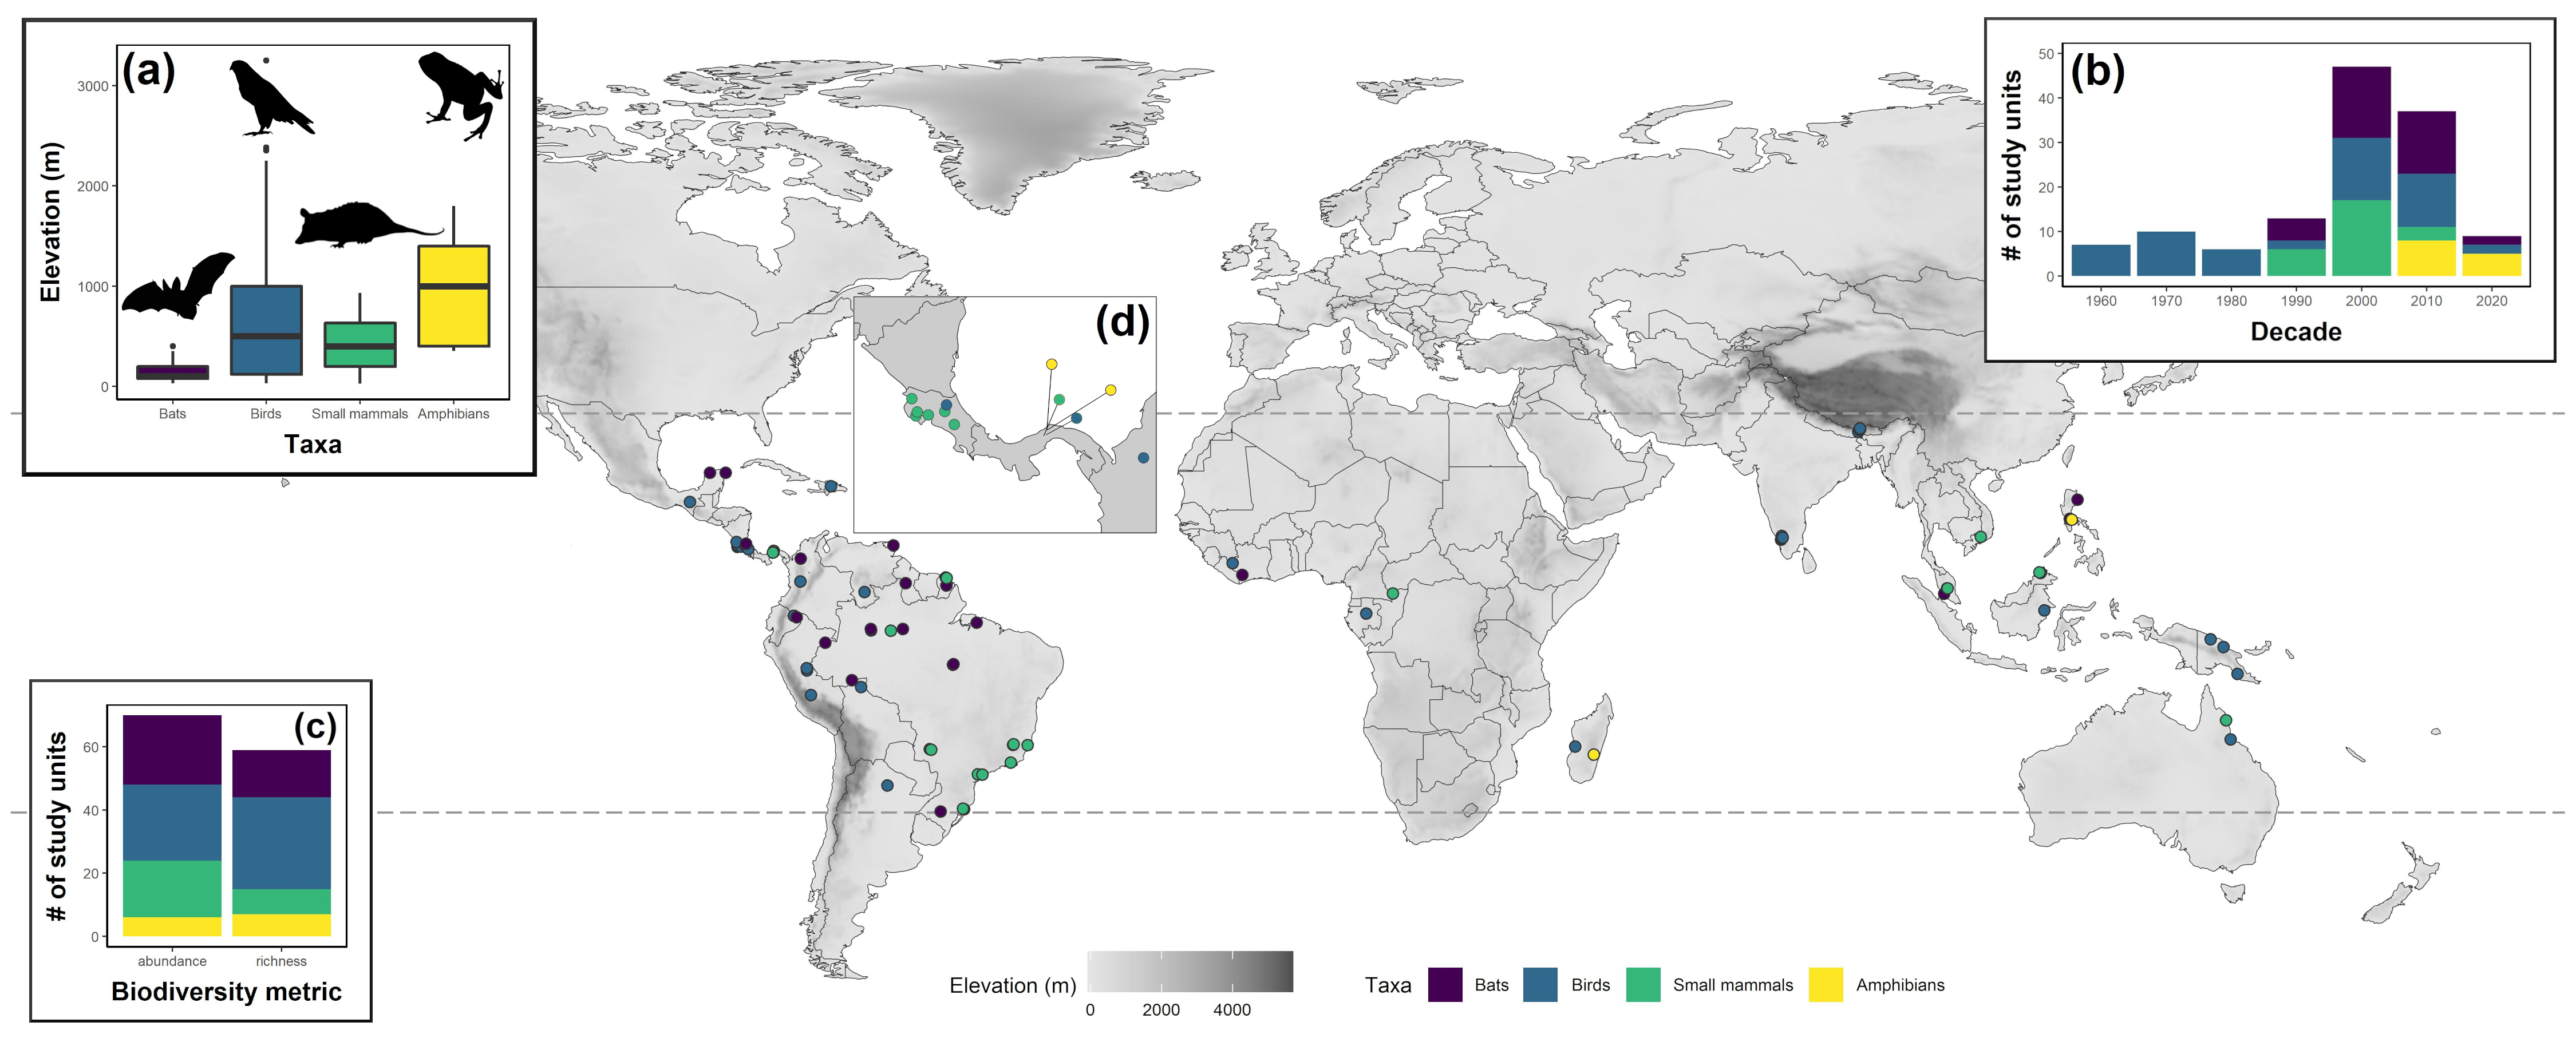 (a)
Elevation (m)
3000
2000
1000
0
Bats
Birds
Small mammals
Amphibians
Taxa
(b)
# of study units
50
40
30
20
10
0
1960
1970
1980
1990
2000
2010
2020
Decade
(d)
(c)
# of study units
60
40
20
0
abundance
richness
Biodiversity metric
Elevation (m)
0
2000
4000
Taxa
Bats
Birds
Small mammals
Amphibians